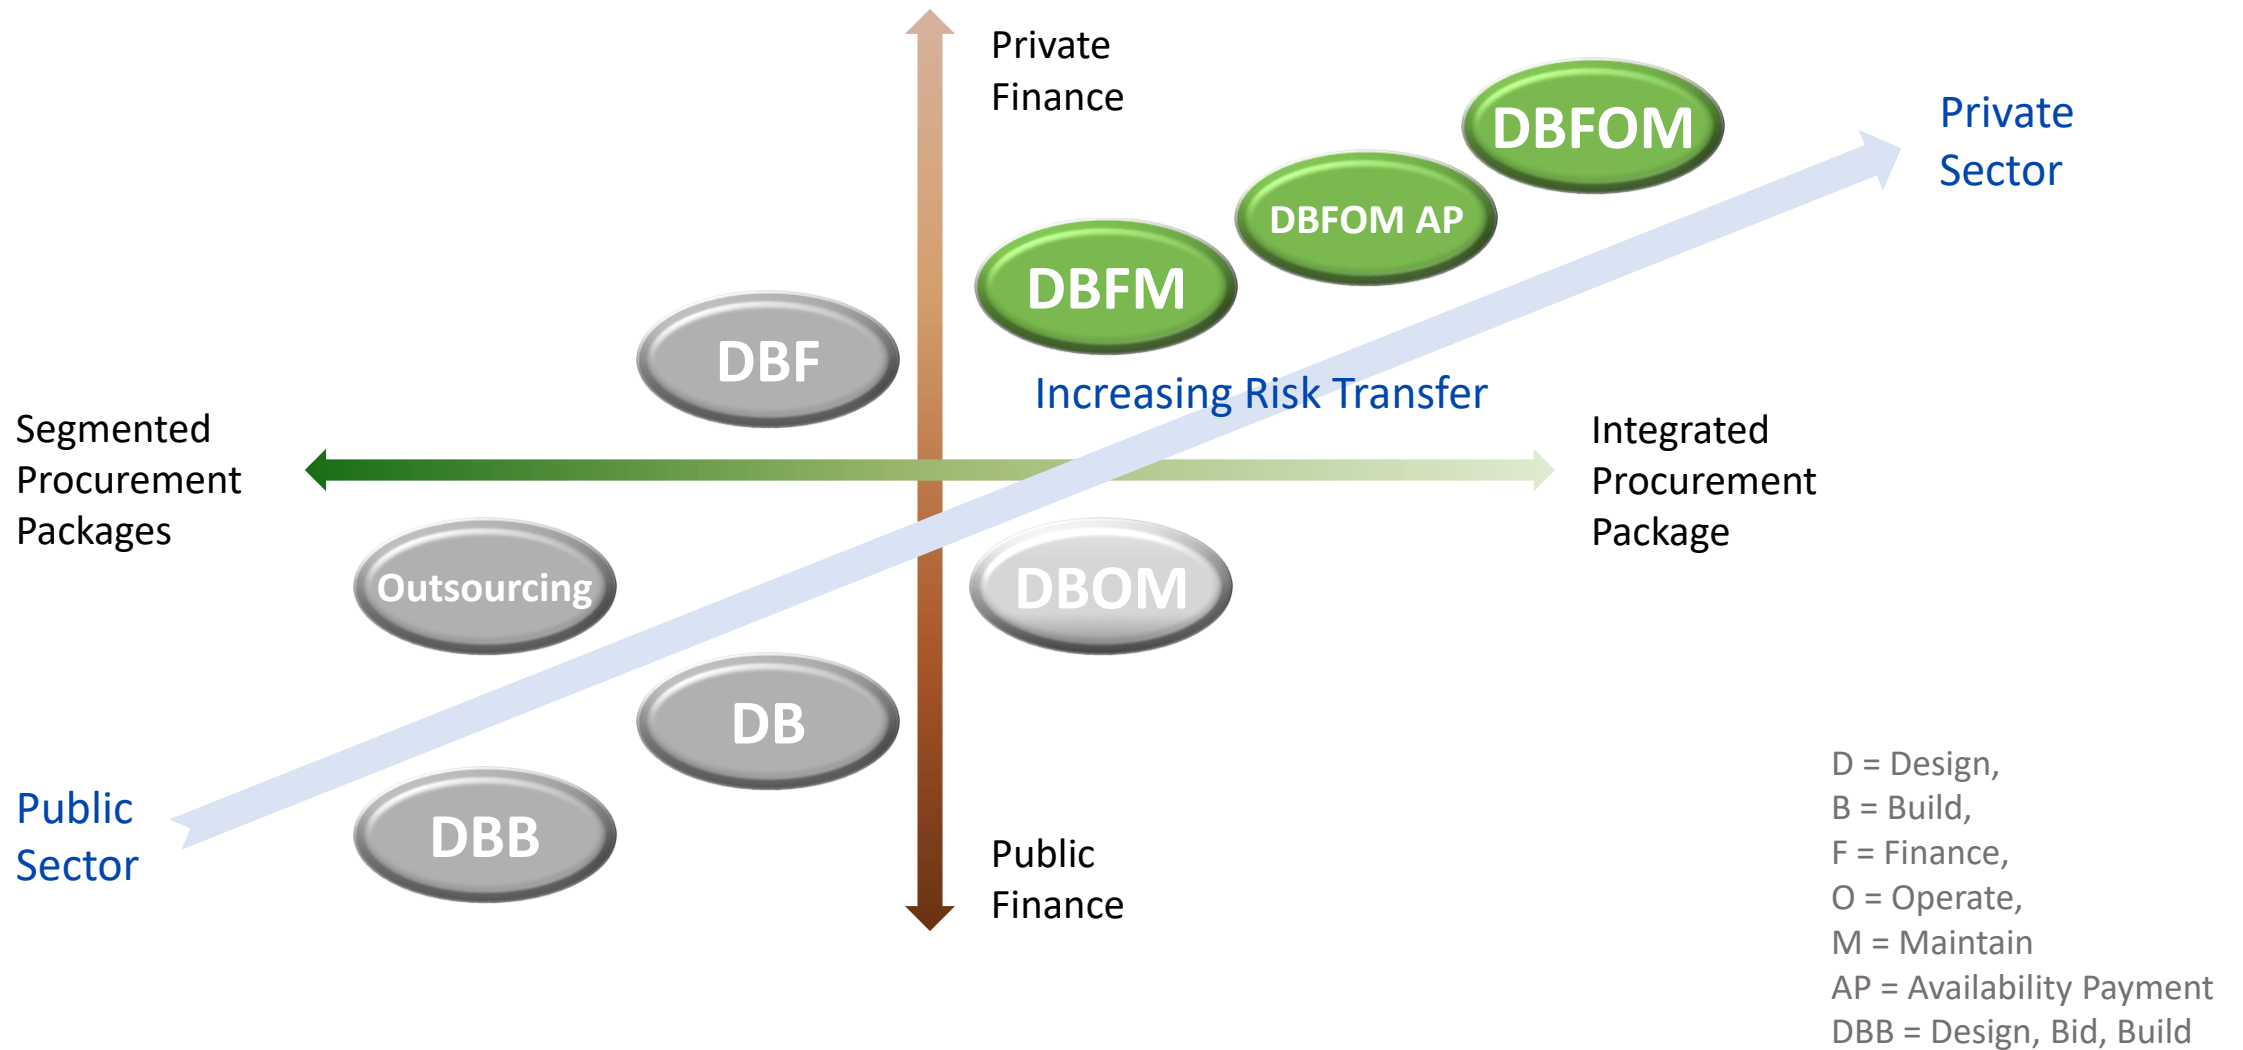 Private
Finance
DBFOM
Private
Sector
DBFOM AP
DBFM
DBF
Increasing Risk Transfer
Segmented
Procurement
Packages
Integrated
Procurement
Package
Outsourcing
DBOM
DB
Public
Sector
DBB
Public
Finance
D = Design,
B = Build,
F = Finance,
O = Operate,
M = Maintain
AP = Availability Payment
DBB = Design, Bid, Build